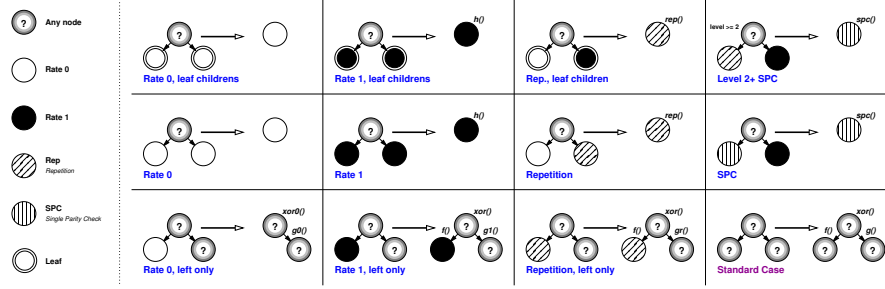 ? Any node
Rate 0
Rate 1
Rep
Repetition
SPC
Single Parity Check
Leaf
?
Rate 0, leaf childrens
? h()
Rate 1, leaf childrens
? rep()
Rep., leaf children
level >= 2 ? spc()
Level 2+ SPC
?
Rate 0
? h()
Rate 1
? rep()
Repetition
? spc()
SPC
xor0()
? ?
g0()
? ?
Rate 0, left only
xor()
? ?
f() g1()
? ?
Rate 1, left only
xor()
? ?
f() gr()
? ?
Repetition, left only
xor()
? ?
f() g()
? ? ? ?
Standard Case